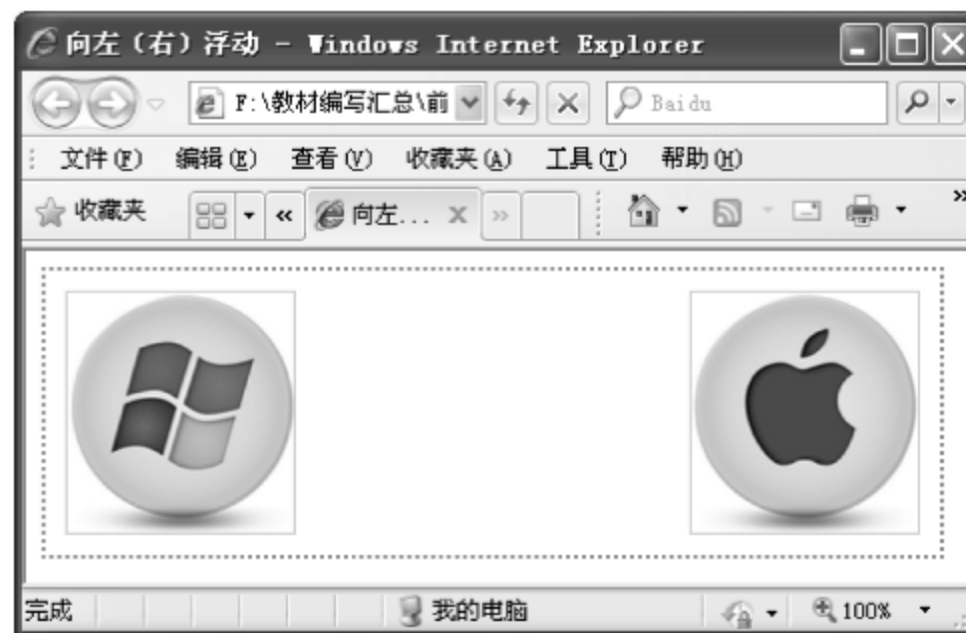 向左（右）浮动 - Windows Internet Explorer
F:\教材编写汇总\前 Baidu
文件(F) 编辑(E) 查看(V) 收藏夹(A) 工具(T) 帮助(H)
收藏夹 « 向左... » »
完成 我的电脑 100%